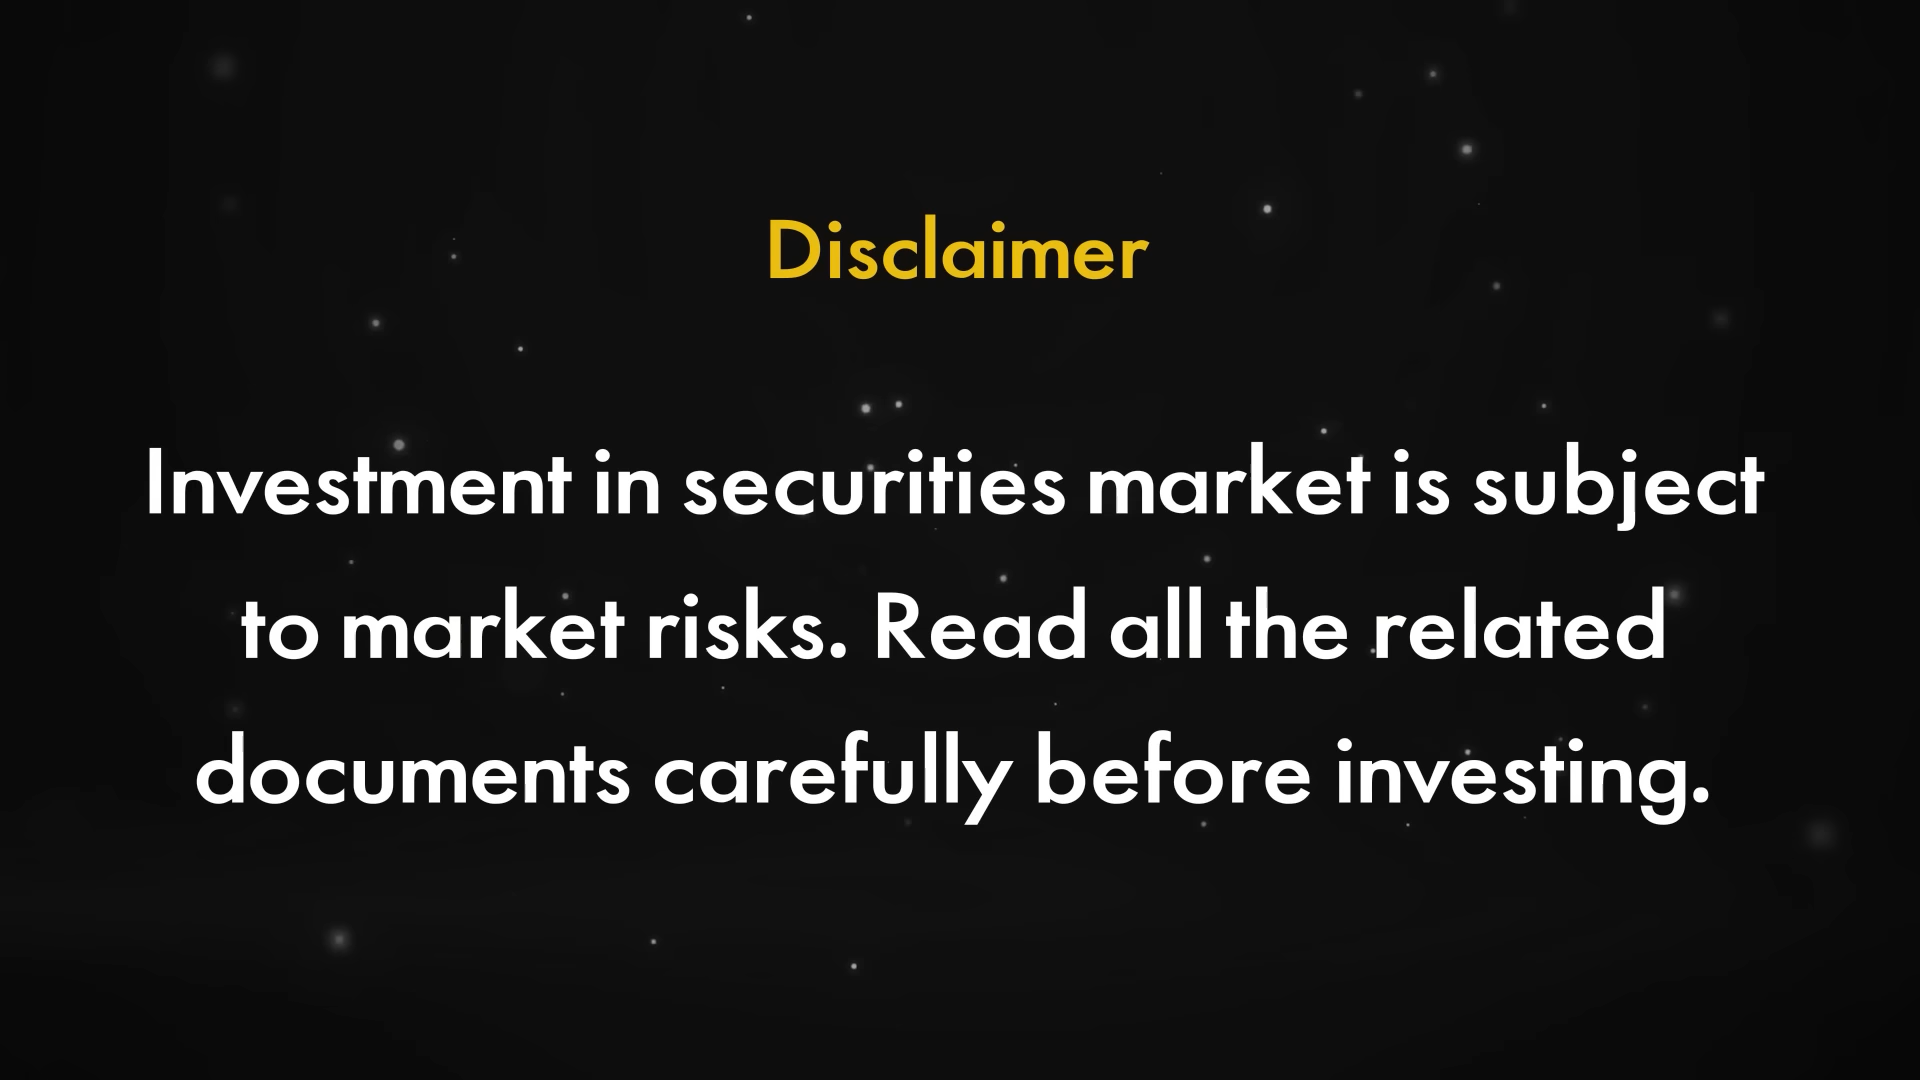 Disclaimer
Investment in securities market is subject
to market risks. Read all the related
documents carefully before investing.